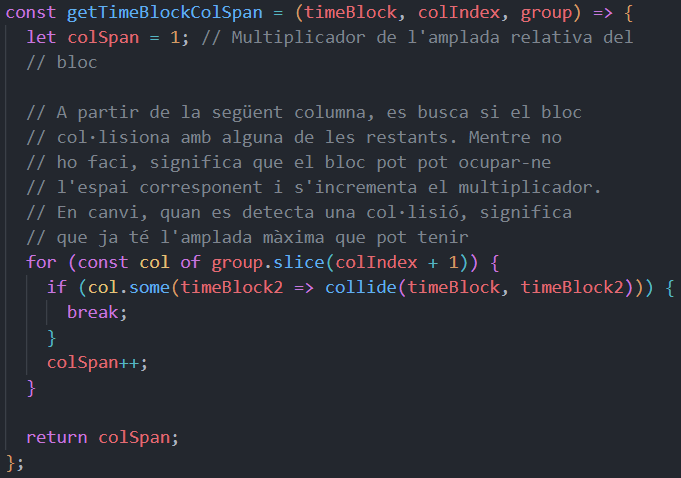 const getTimeBlockColSpan = (timeBlock, colIndex, group) => {
let colSpan = 1; // Multiplicador de l'amplada relativa del
// bloc
// A partir de la següent columna, es busca si el bloc
// col·lisiona amb alguna de les restants. Mentre no
// ho faci, significa que el bloc pot pot ocupar-ne
// l'espai corresponent i s'incrementa el multiplicador.
// En canvi, quan es detecta una col·lisió, significa
// que ja té l'amplada màxima que pot tenir
for (const col of group.slice(colIndex + 1)) {
if (col.some(timeBlock2 => collide(timeBlock, timeBlock2))) {
break;
}
colSpan++;
}
return colSpan;
};